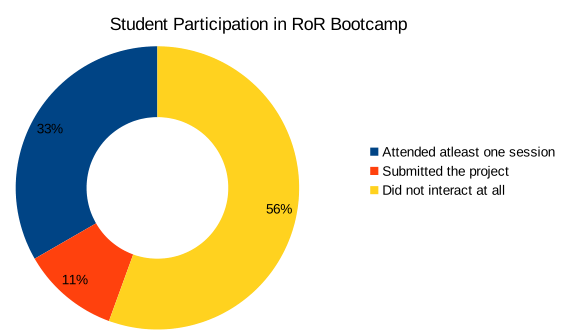 Student Participation in RoR Bootcamp
33%
Attended atleast one session
Submitted the project
Did not interact at all
56%
11%